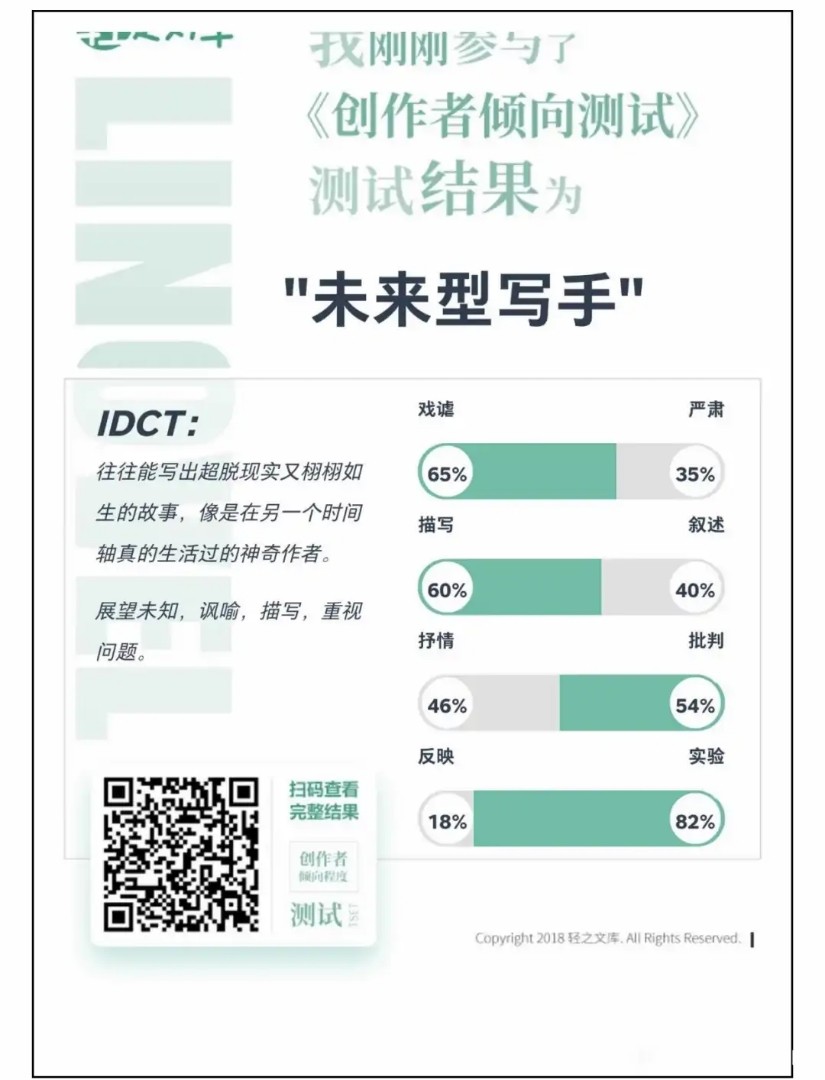 我刚刚参与了
《创作者倾向测试》
测试结果为
"未来型写手"
LINOVEL
IDCT：
往往能写出超脱现实又栩栩如
生的故事，像是在另一个时间
轴真的生活过的神奇作者。
展望未知，讽喻，描写，重视
问题。
戏谑 严肃
65% 35%
描写 叙述
60% 40%
抒情 批判
46% 54%
反映 实验
18% 82%
扫码查看
完整结果
创作者
倾向程度
测试 TSET
Copyright 2018 轻之文库. All Rights Reserved.